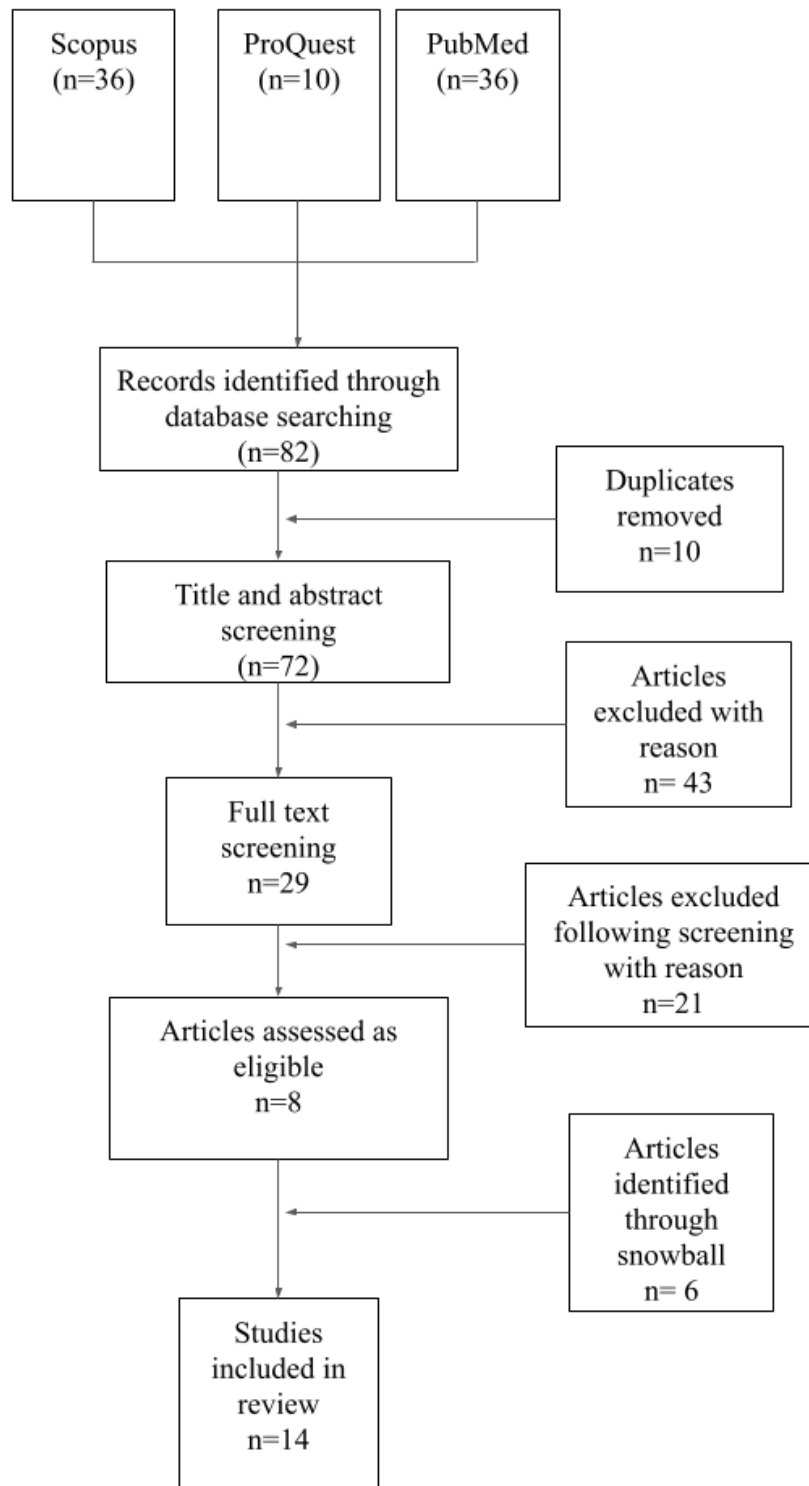 Scopus
(n=36)
ProQuest
(n=10)
PubMed
(n=36)
Records identified through
database searching
(n=82)
Duplicates
removed
n=10
Title and abstract
screening
(n=72)
Articles
excluded with
reason
n= 43
Full text
screening
n=29
Articles excluded
following screening
with reason
n=21
Articles assessed as
eligible
n=8
Articles
identified
through
snowball
n= 6
Studies
included in
review
n=14